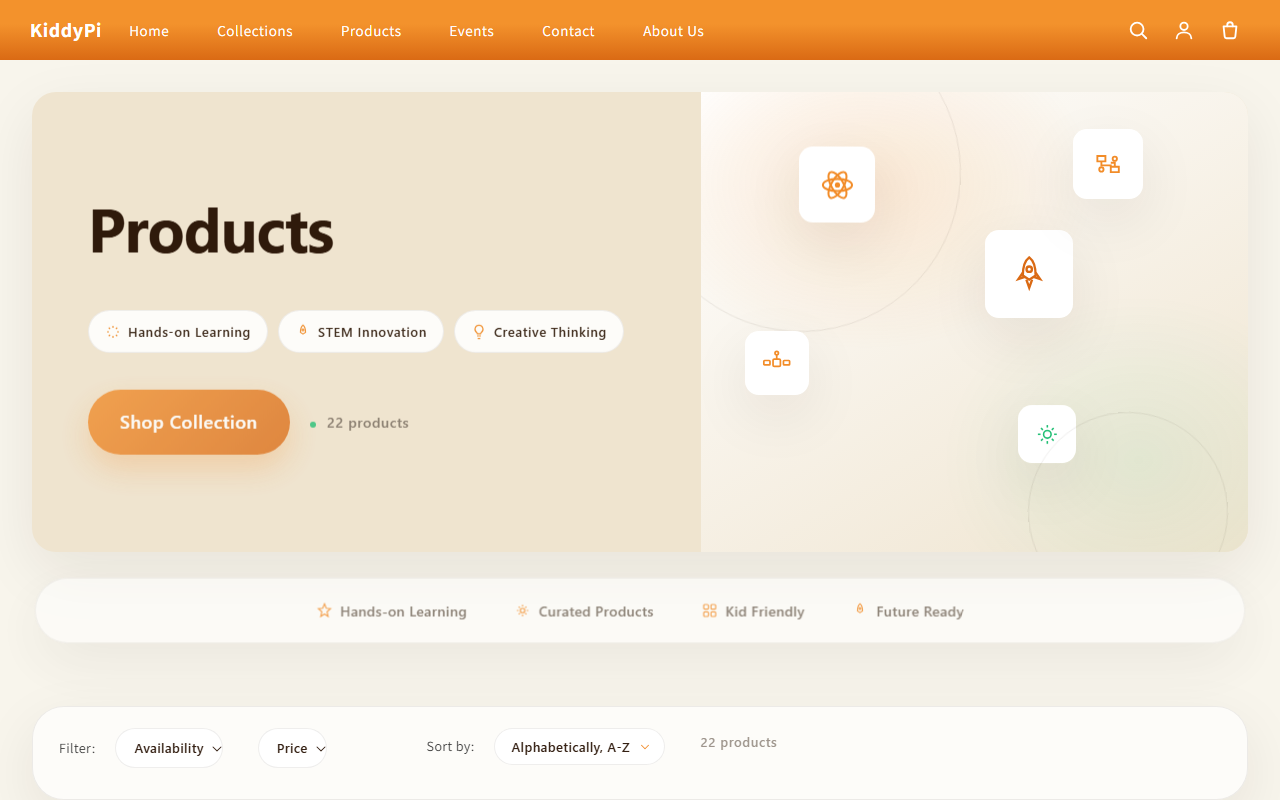 KiddyPi Home Collections Products Events Contact About Us
Products
Hands-on Learning STEM Innovation Creative Thinking
Shop Collection 22 products
Hands-on Learning Curated Products Kid Friendly Future Ready
Filter: Availability Price Sort by: Alphabetically, A-Z 22 products